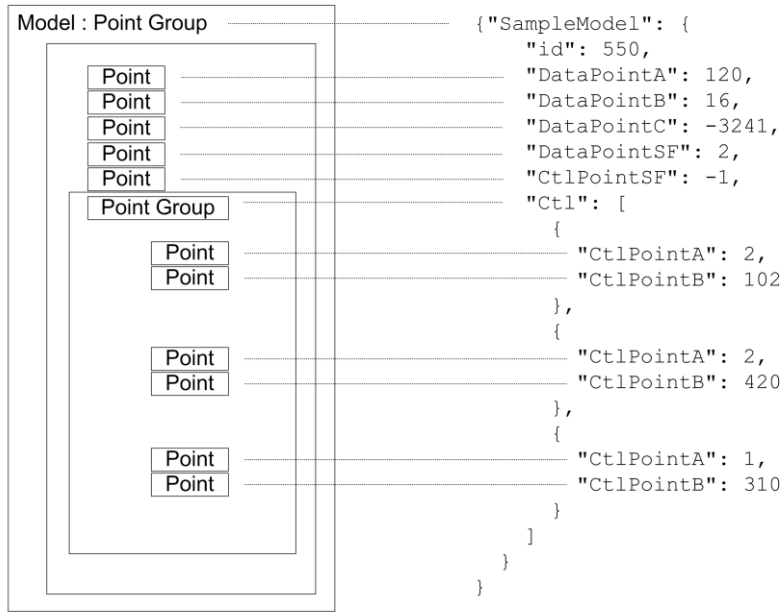 Model : Point Group {"SampleModel": {
"id": 550,
Point "DataPointA": 120,
Point "DataPointB": 16,
Point "DataPointC": -3241,
Point "DataPointSF": 2,
Point "CtlPointSF": -1,
Point Group "Ctl": [
{
Point "CtlPointA": 2,
Point "CtlPointB": 102
},
{
Point "CtlPointA": 2,
Point "CtlPointB": 420
},
{
Point "CtlPointA": 1,
Point "CtlPointB": 310
}
]
}
}